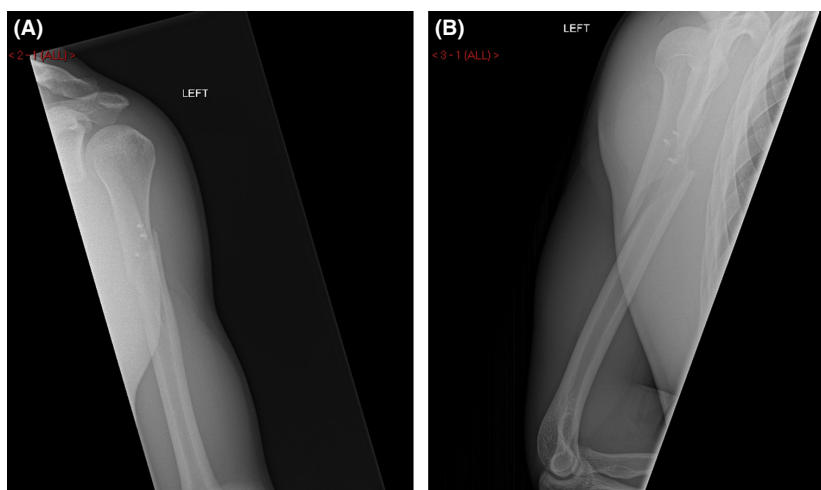 (A)
< 2 - 1 (ALL) >
LEFT
(B)
LEFT
< 3 - 1 (ALL) >